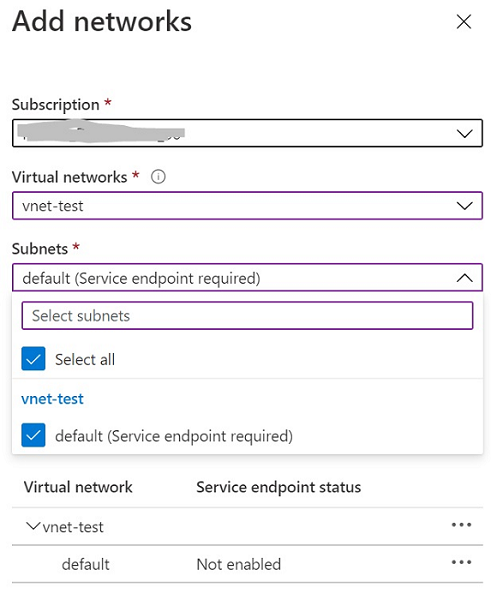 Add networks
Subscription *
Virtual networks *
vnet-test
Subnets *
default (Service endpoint required)
Select subnets
Select all
vnet-test
default (Service endpoint required)
Virtual network Service endpoint status
vnet-test
default Not enabled